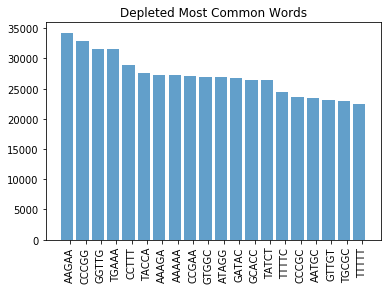 Depleted Most Common Words
35000
30000
25000
20000
15000
10000
5000
0
AAGAA
CCCGG
GGTTG
TGAAA
CCTTT
TACCA
AAAGA
AAAAA
CCGAA
GTGGC
ATAGG
GATAC
GCACC
TATCT
TTTTC
CCCGC
AATGC
GTTGT
TGCGC
TTTTT